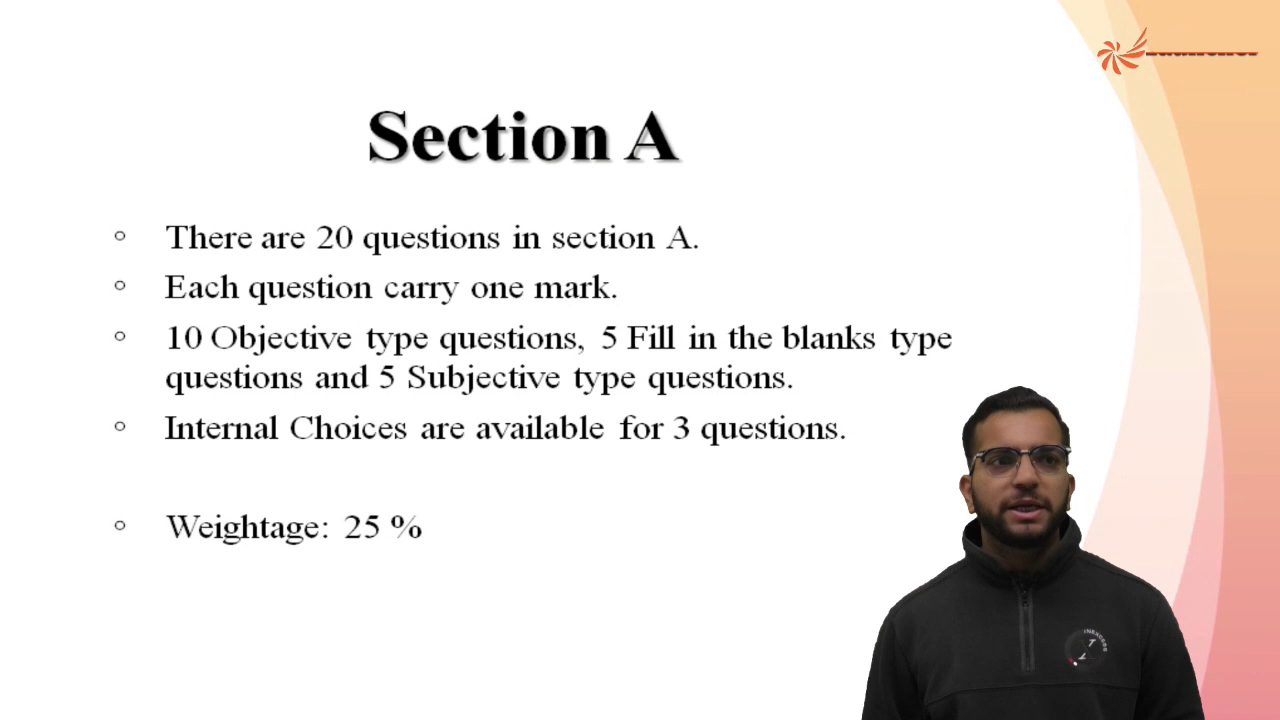 Section A
There are 20 questions in section A.
Each question carry one mark.
10 Objective type questions, 5 Fill in the blanks type
questions and 5 Subjective type questions.
Internal Choices are available for 3 questions.
Weightage: 25 %